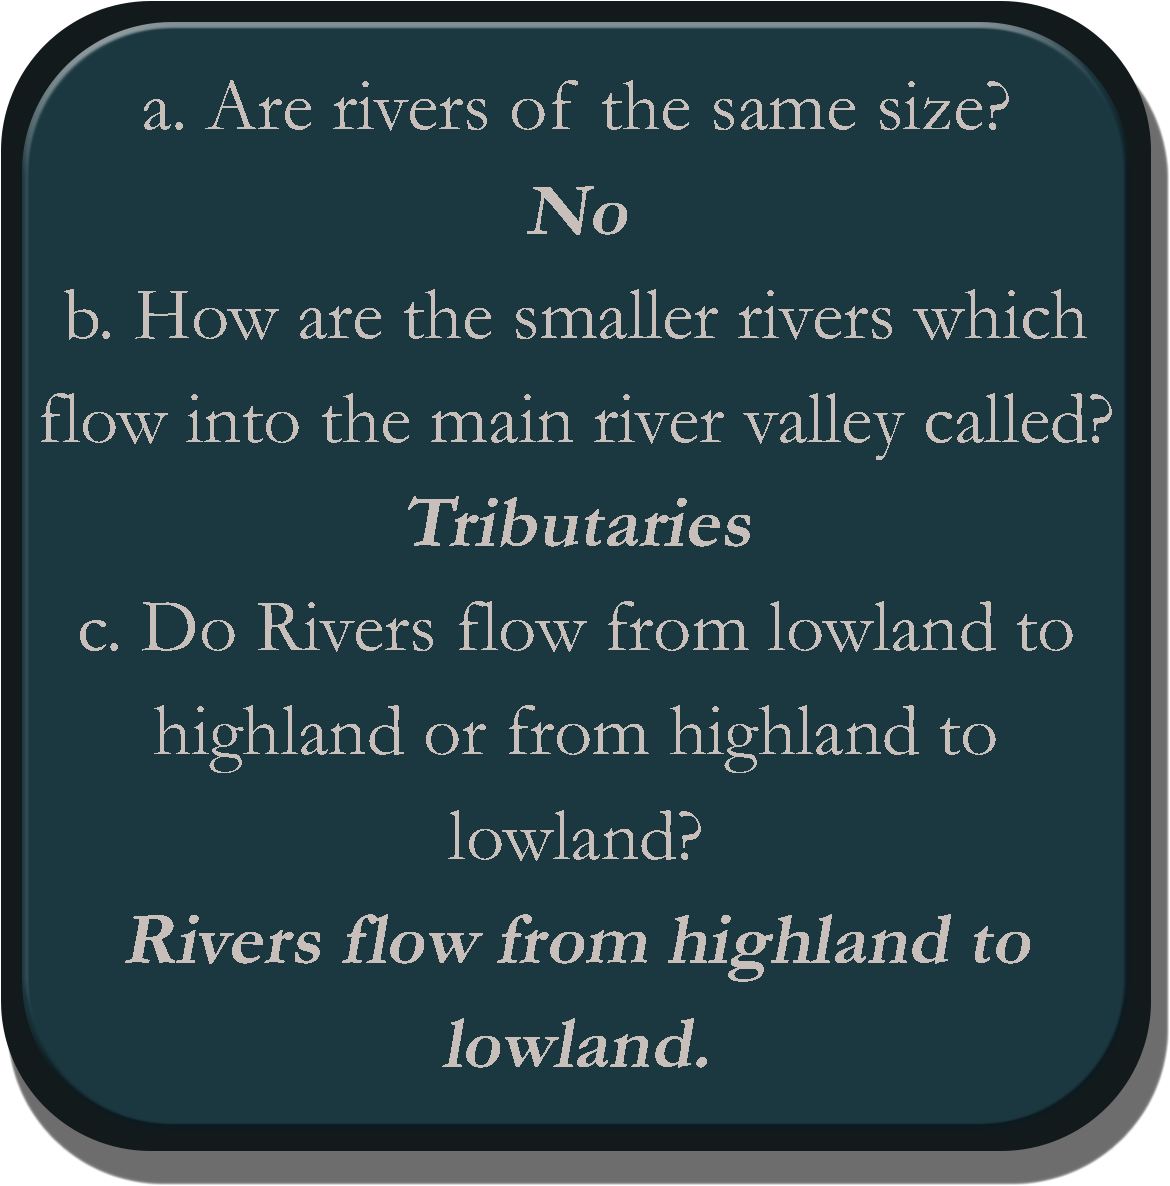 a. Are rivers of the same size?
No
b. How are the smaller rivers which
flow into the main river valley called?
Tributaries
c. Do Rivers flow from lowland to
highland or from highland to
lowland?
Rivers flow from highland to
lowland.